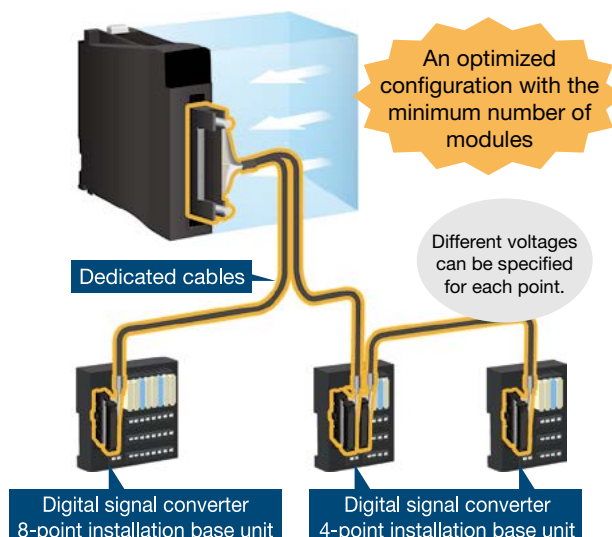 An optimized
configuration with the
minimum number of
modules
Different voltages
can be specified
for each point.
Dedicated cables
Digital signal converter
8-point installation base unit
Digital signal converter
4-point installation base unit